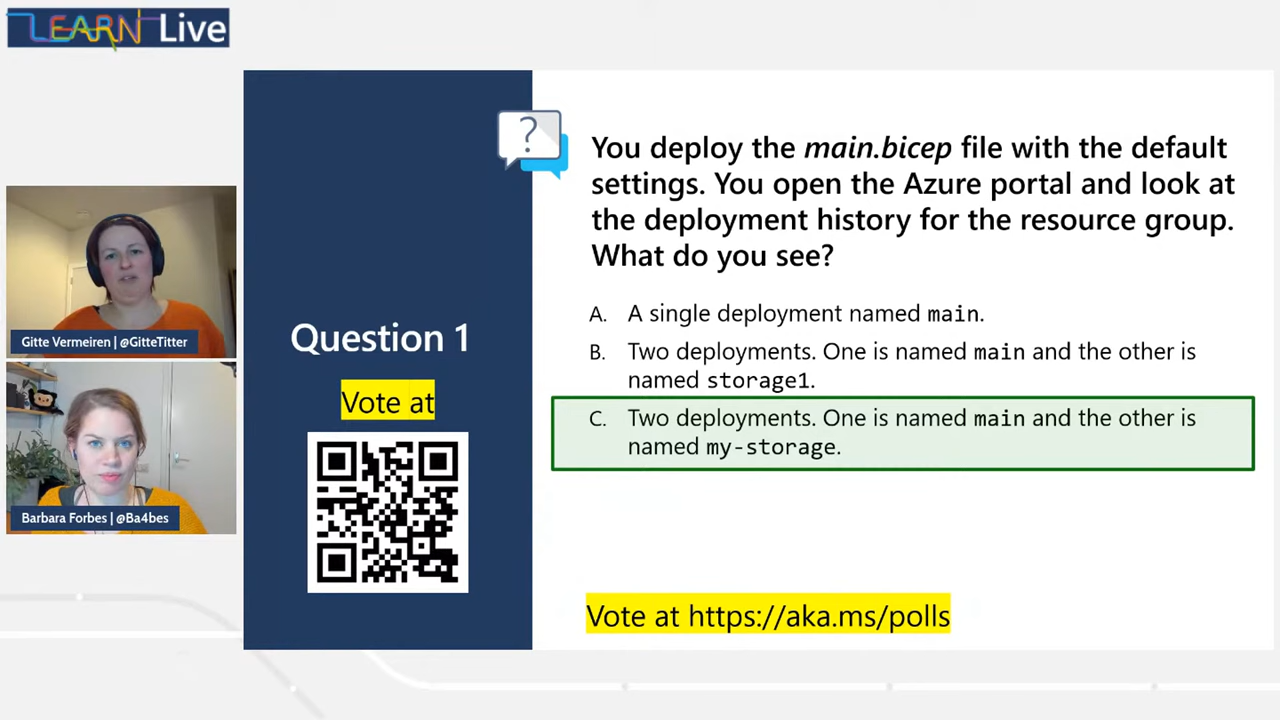 LEARN Live
?
You deploy the main.bicep file with the default
settings. You open the Azure portal and look at
the deployment history for the resource group.
What do you see?
A. A single deployment named main.
B. Two deployments. One is named main and the other is
named storage1.
C. Two deployments. One is named main and the other is
named my-storage.
Question 1
Vote at
Vote at https://aka.ms/polls
Gitte Vermeiren | @GitteTitter
Barbara Forbes | @Ba4bes